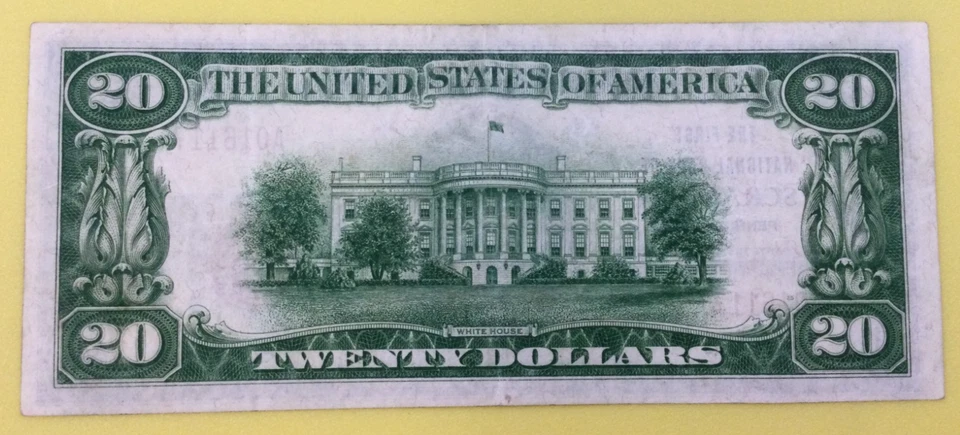 20 THE UNITED STATES OF AMERICA 20
WHITE HOUSE
20 TWENTY DOLLARS 20